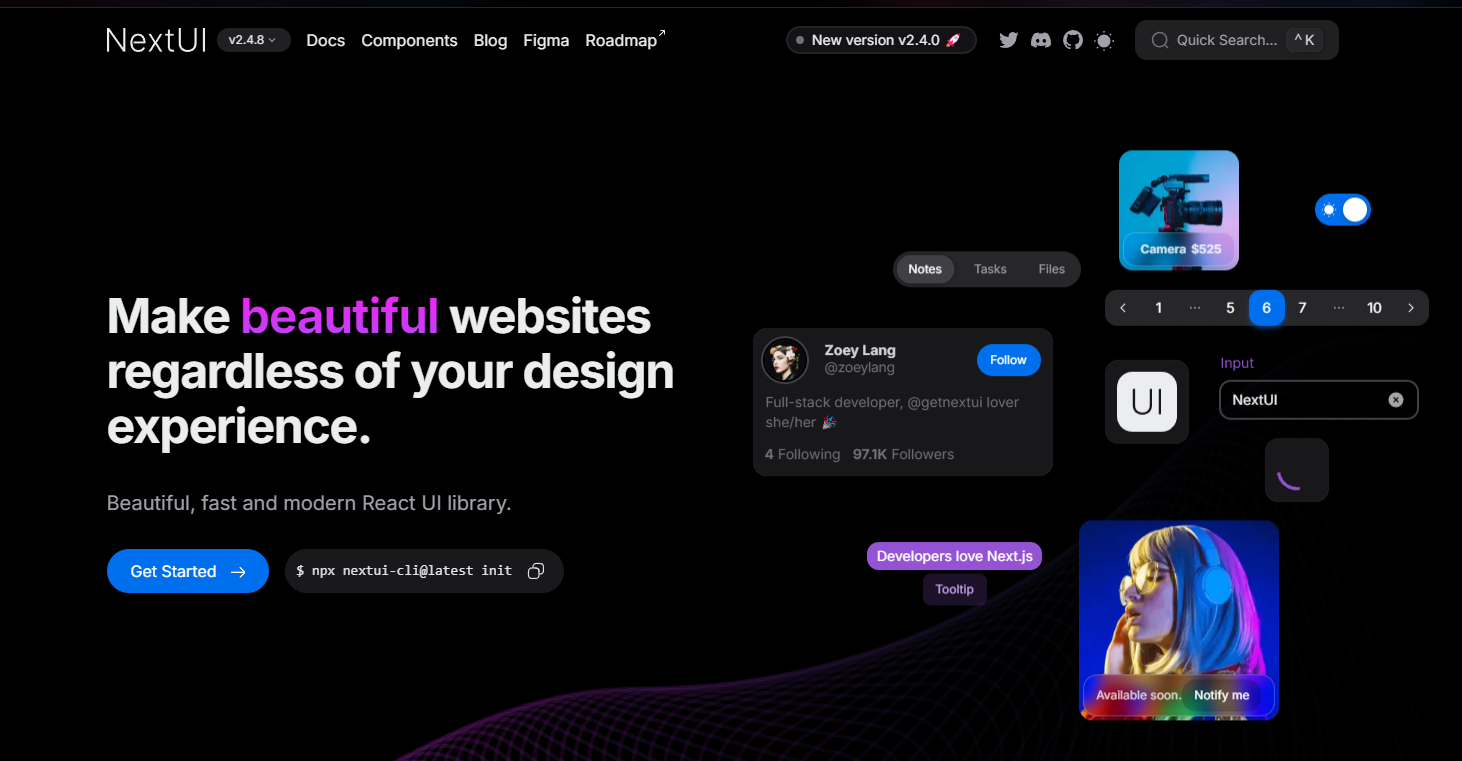 NextUI
v2.4.8
Docs
Components
Blog
Figma
Roadmap
New version v2.4.0 🚀
Quick Search...
^ K
Make beautiful websites
regardless of your design
experience.
Beautiful, fast and modern React UI library.
Get Started →
$ npx nextui-cli@latest init
Camera $525
Notes
Tasks
Files
1 ... 5 6 7 ... 10
Zoey Lang
@zoeylang
Follow
Full-stack developer, @getnextui lover
she/her 🎉
4 Following 97.1K Followers
UI
Input
NextUI
Developers love Next.js
Tooltip
Available soon.
Notify me